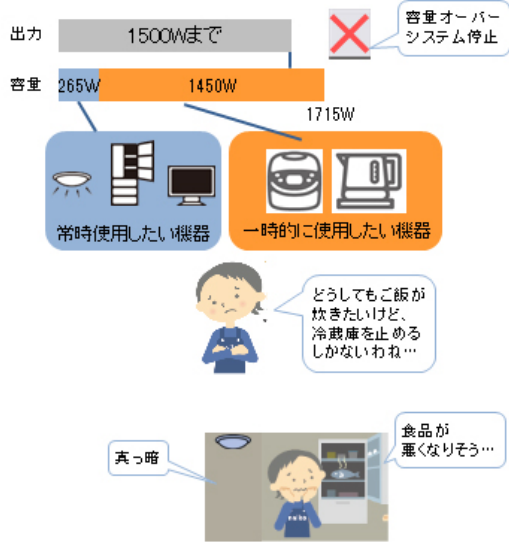 出力
1500Wまで
容量オーバー
システム停止
容量
265W
1450W
1715W
常時使用したい機器
一時的に使用したい機器
どうしてもご飯が
炊きたいけど、
冷蔵庫を止める
しかないわね…
真っ暗
食品が
悪くなりそう…